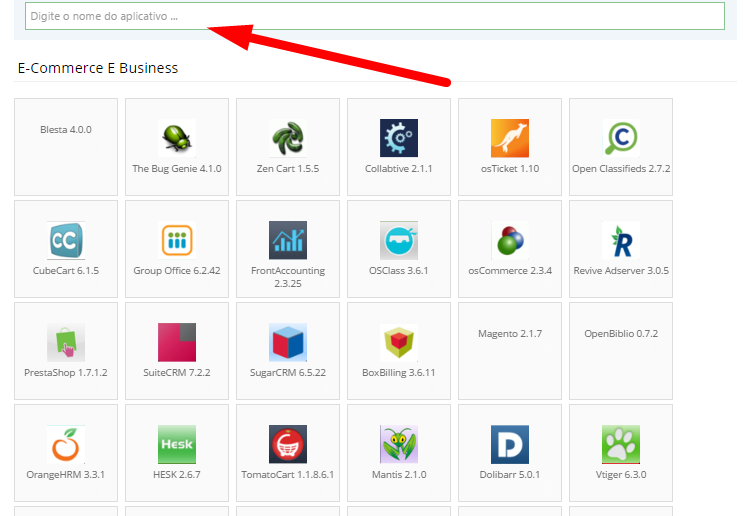 Digite o nome do aplicativo ...
E-Commerce E Business
Blesta 4.0.0
The Bug Genie 4.1.0
Zen Cart 1.5.5
Collabtive 2.1.1
osTicket 1.10
C
Open Classifieds 2.7.2
CC
CubeCart 6.1.5
Group Office 6.2.42
FrontAccounting
2.3.25
OSClass 3.6.1
osCommerce 2.3.4
R
Revive Adserver 3.0.5
PrestaShop 1.7.1.2
SuiteCRM 7.2.2
SugarCRM 6.5.22
BoxBilling 3.6.11
Magento 2.1.7
OpenBiblio 0.7.2
OrangeHRM 3.3.1
HESK
HESK 2.6.7
TomatoCart 1.1.8.6.1
Mantis 2.1.0
D
Dolibarr 5.0.1
Vtiger 6.3.0